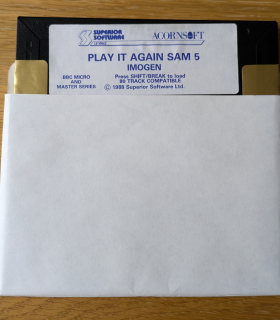 SUPERIOR SOFTWARE
LIMITED
ACORNSOFT
PLAY IT AGAIN SAM 5
IMOGEN
BBC MICRO
AND
MASTER SERIES
Press SHIFT/BREAK to load
80 TRACK COMPATIBLE
© 1988 Superior Software Ltd.